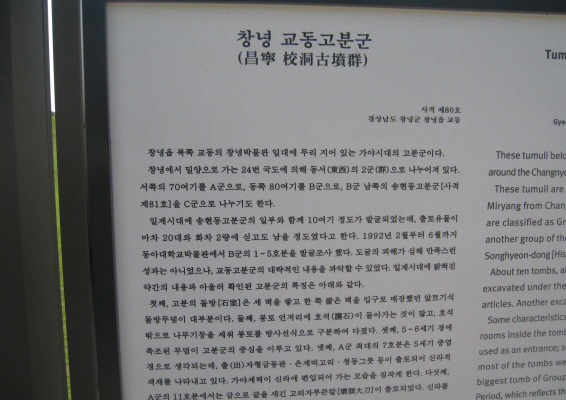 창녕 교동고분군
(昌寧 校洞古墳群)
사적 제80호
경상남도 창녕군 창녕읍 교동
창녕읍 북쪽 교동의 창녕박물관 일대에 무리 지어 있는 가야시대의 고분군이다.
창녕에서 밀양으로 가는 24번 국도에 의해 동서(東西)의 2군(群)으로 나누어져 있다.
서쪽의 70여기를 A군으로, 동쪽 80여기를 B군으로, B군 남쪽의 송현동고분군[사적
제81호]을 C군으로 나누기도 한다.
일제시대에 송현동고분군의 일부와 함께 10여기 정도가 발굴되었는데, 출토유물이
마차 20대와 화차 2량에 싣고도 남을 정도였다고 한다. 1992년 2월부터 6월까지
동아대학교박물관에서 B군의 1~5호분을 발굴조사 했다. 도굴의 피해가 심해 만족스런
성과는 아니었으나, 교동고분군의 대략적인 내용을 파악할 수 있었다. 일제시대에 밝혀진
약간의 내용과 아울러 확인된 고분군의 특징은 아래와 같다.
첫째, 고분의 돌방[石室]은 세 벽을 쌓고 한 쪽 짧은 벽을 입구로 매장했던 앞트기식
돌방무덤이 대부분이다. 둘째, 봉토 언저리에 호석(護石)이 돌아가는 것이 많고, 호석
밖으로 나무기둥을 세워 봉토를 방사선식으로 구분하여 다졌다. 셋째, 5~6세기 경에
축조된 무덤이 고분군의 중심을 이루고 있다. 넷째, A군 최대의 7호분은 5세기 중엽
경으로 생각되는데, 출(出)자형금동관·은제허리띠·청동그릇 등이 출토되어 신라적
색채를 나타내고 있다. 가야세력이 신라에 편입되어 가는 모습을 짐작케 한다. 다섯째,
A군의 11호분에서는 금으로 글을 새긴 고리자루큰칼[環頭大刀]이 출토되었다. 신라를
Tum
Gye
These tumuli belo
around the Changnye
These tumuli are
Miryang from Chan
are classified as Gr
another group of the
Songhyeon-dong [His
About ten tombs, al
excavated under the
articles. Another exca
Some characteristics
rooms inside the tomb
used as an entrance; s
most of the tombs we
biggest tomb of Group
Period, which reflects th